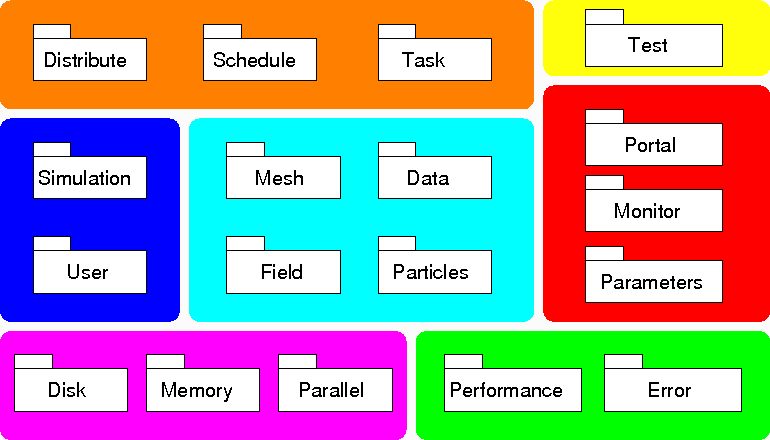 Distribute
Schedule
Task
Test
Simulation
User
Mesh
Data
Field
Particles
Portal
Monitor
Parameters
Disk
Memory
Parallel
Performance
Error